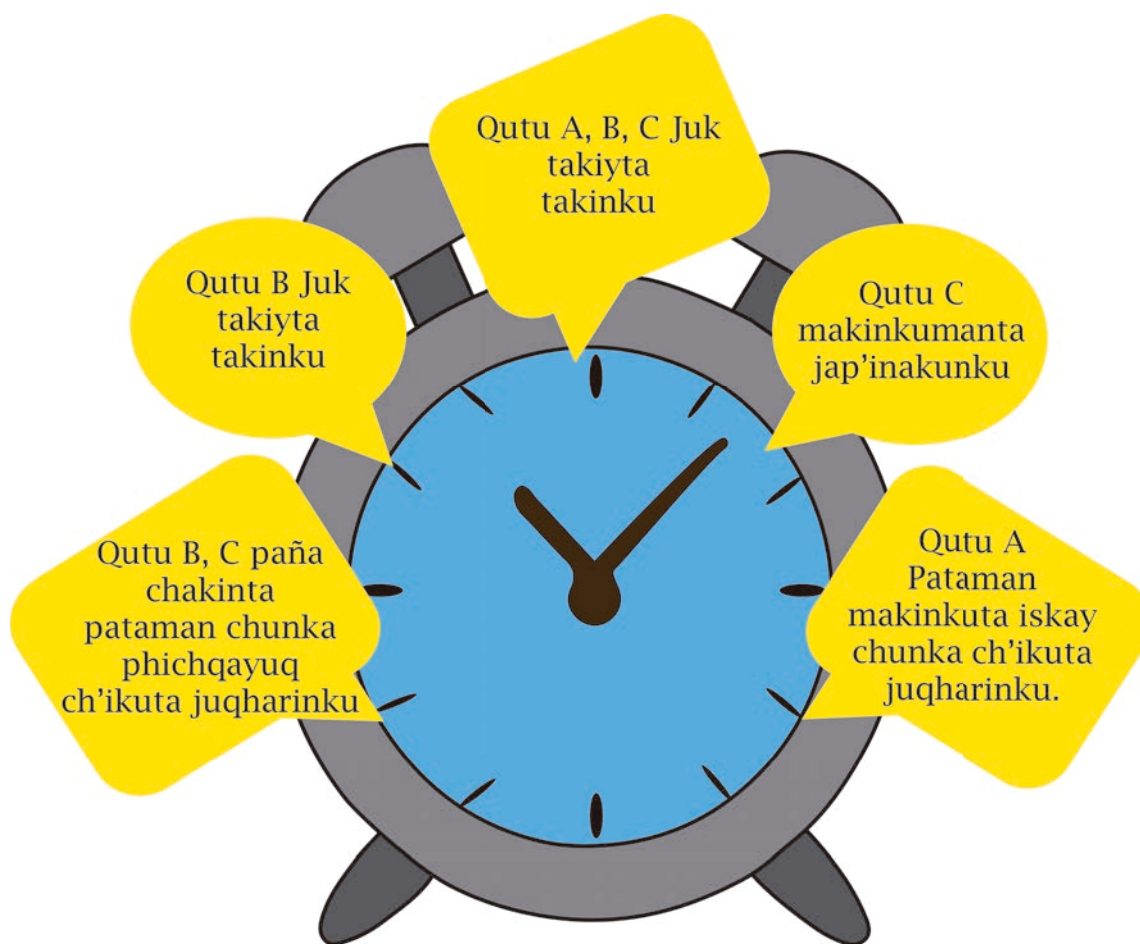 Qutu A, B, C Juk
takiyta
takinku
Qutu B Juk
takiyta
takinku
Qutu C
makinkumanta
jap'inakunku
Qutu B, C paña
chakinta
pataman chunka
phichqayuq
ch'ikuta juqharinku
Qutu A
Pataman
makinkuta iskay
chunka ch'ikuta
juqharinku.